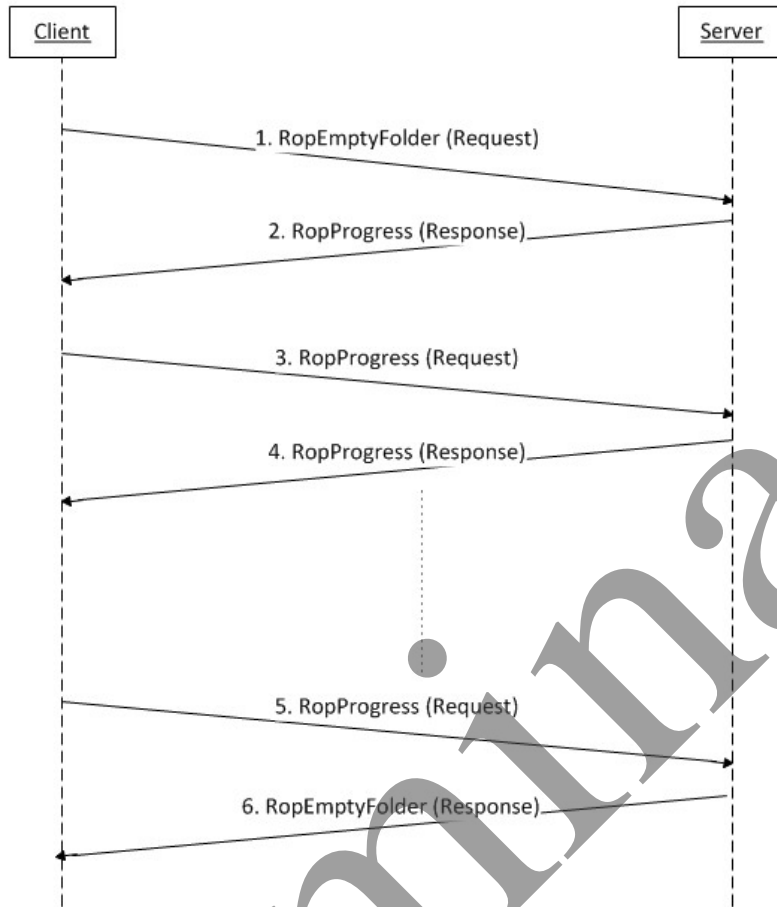 Client
Server
1. RopEmptyFolder (Request)
2. RopProgress (Response)
3. RopProgress (Request)
4. RopProgress (Response)
5. RopProgress (Request)
6. RopEmptyFolder (Response)
mina